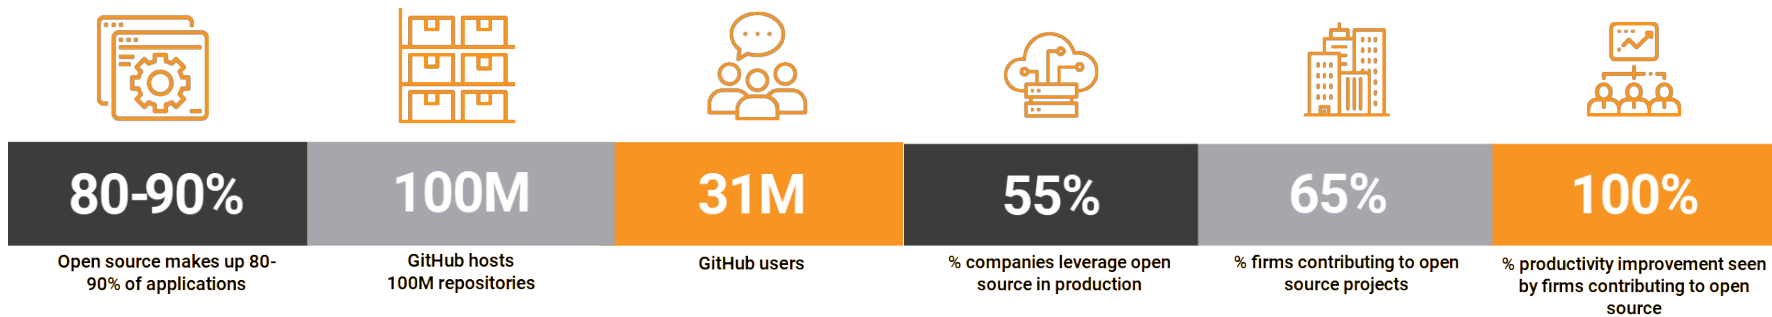 80-90%
100M
31M
55%
65%
100%
Open source makes up 80-
90% of applications
GitHub hosts
100M repositories
GitHub users
% companies leverage open
source in production
% firms contributing to open
source projects
% productivity improvement seen
by firms contributing to open
source